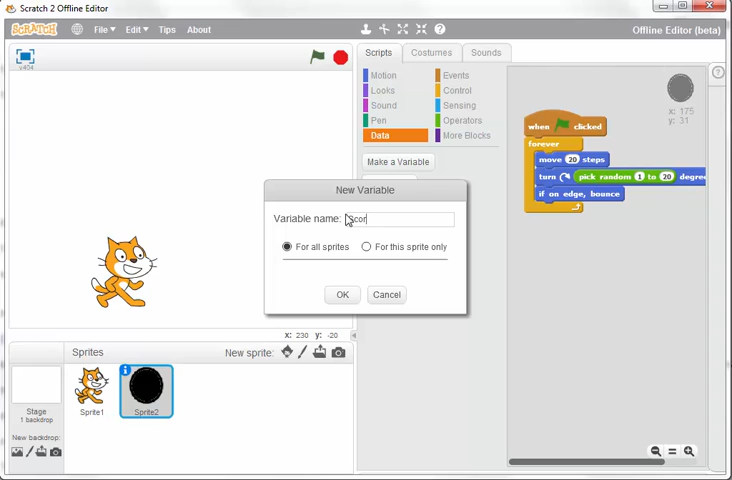 Scratch 2 Offline Editor
SCRATCH File Edit Tips About Offline Editor (beta)
v404
Scripts Costumes Sounds
Motion Events
Looks Control
Sound Sensing
Pen Operators
Data More Blocks
Make a Variable
x: 175
y: 31
when clicked
forever
move 20 steps
turn pick random 1 to 20 degre
if on edge, bounce
New Variable
Variable name: Scor
For all sprites For this sprite only
OK Cancel
x: 230 y: -20
Sprites New sprite:
Stage
1 backdrop
Sprite1 Sprite2
New backdrop: